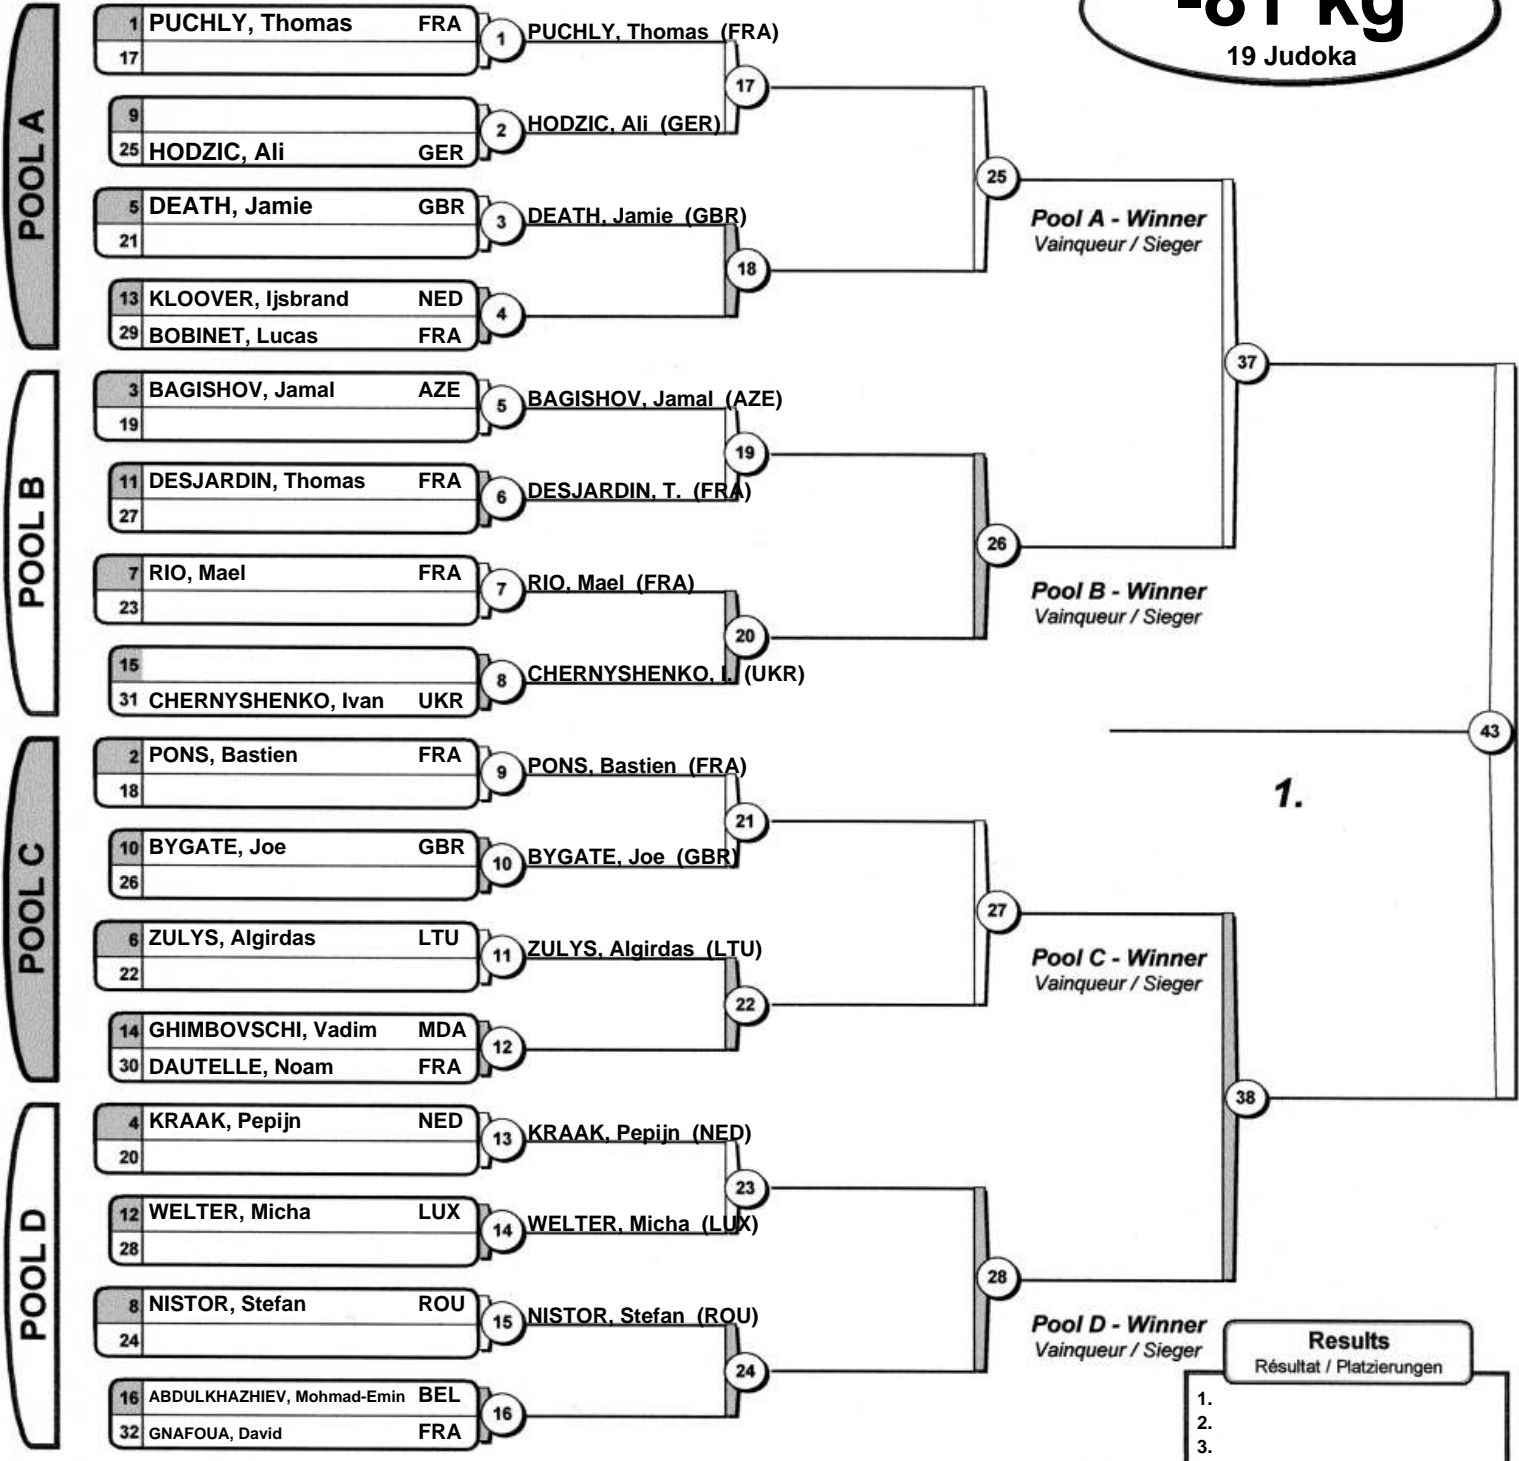 -81 kg
19 Judoka
POOL A
1 PUCHLY, Thomas FRA
17
1 PUCHLY, Thomas (FRA)
9
25 HODZIC, Ali GER
2 HODZIC, Ali (GER)
17
5 DEATH, Jamie GBR
21
3 DEATH, Jamie (GBR)
13 KLOOVER, Ijsbrand NED
29 BOBINET, Lucas FRA
4
18
25
Pool A - Winner
Vainqueur / Sieger
POOL B
3 BAGISHOV, Jamal AZE
19
5 BAGISHOV, Jamal (AZE)
11 DESJARDIN, Thomas FRA
27
6 DESJARDIN, T. (FRA)
19
7 RIO, Mael FRA
23
7 RIO, Mael (FRA)
15
31 CHERNYSHENKO, Ivan UKR
8 CHERNYSHENKO, I. (UKR)
20
26
Pool B - Winner
Vainqueur / Sieger
37
POOL C
2 PONS, Bastien FRA
18
9 PONS, Bastien (FRA)
10 BYGATE, Joe GBR
26
10 BYGATE, Joe (GBR)
21
6 ZULYS, Algirdas LTU
22
11 ZULYS, Algirdas (LTU)
14 GHIMBOVSCHI, Vadim MDA
30 DAUTELLE, Noam FRA
12
22
27
Pool C - Winner
Vainqueur / Sieger
POOL D
4 KRAAK, Pepijn NED
20
13 KRAAK, Pepijn (NED)
12 WELTER, Micha LUX
28
14 WELTER, Micha (LUX)
23
8 NISTOR, Stefan ROU
24
15 NISTOR, Stefan (ROU)
16 ABDULKHAZHIEV, Mohmad-Emin BEL
32 GNAFOUA, David FRA
16
24
28
Pool D - Winner
Vainqueur / Sieger
38
43
1.
Results
Résultat / Platzierungen
1.
2.
3.